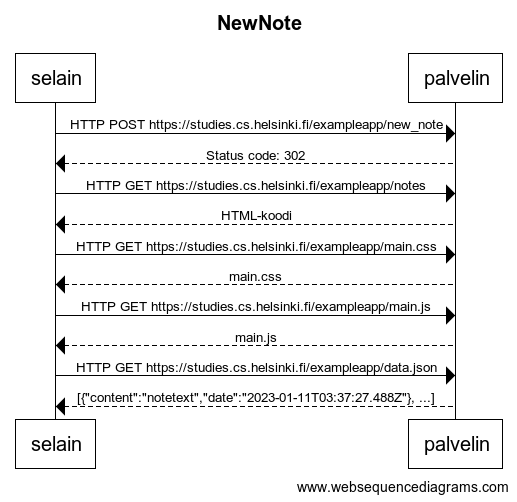 NewNote
selain
palvelin
HTTP POST https://studies.cs.helsinki.fi/exampleapp/new_note
Status code: 302
HTTP GET https://studies.cs.helsinki.fi/exampleapp/notes
HTML-koodi
HTTP GET https://studies.cs.helsinki.fi/exampleapp/main.css
main.css
HTTP GET https://studies.cs.helsinki.fi/exampleapp/main.js
main.js
HTTP GET https://studies.cs.helsinki.fi/exampleapp/data.json
[{"content":"notetext","date":"2023-01-11T03:37:27.488Z"}, ...]
selain
palvelin
www.websequencediagrams.com